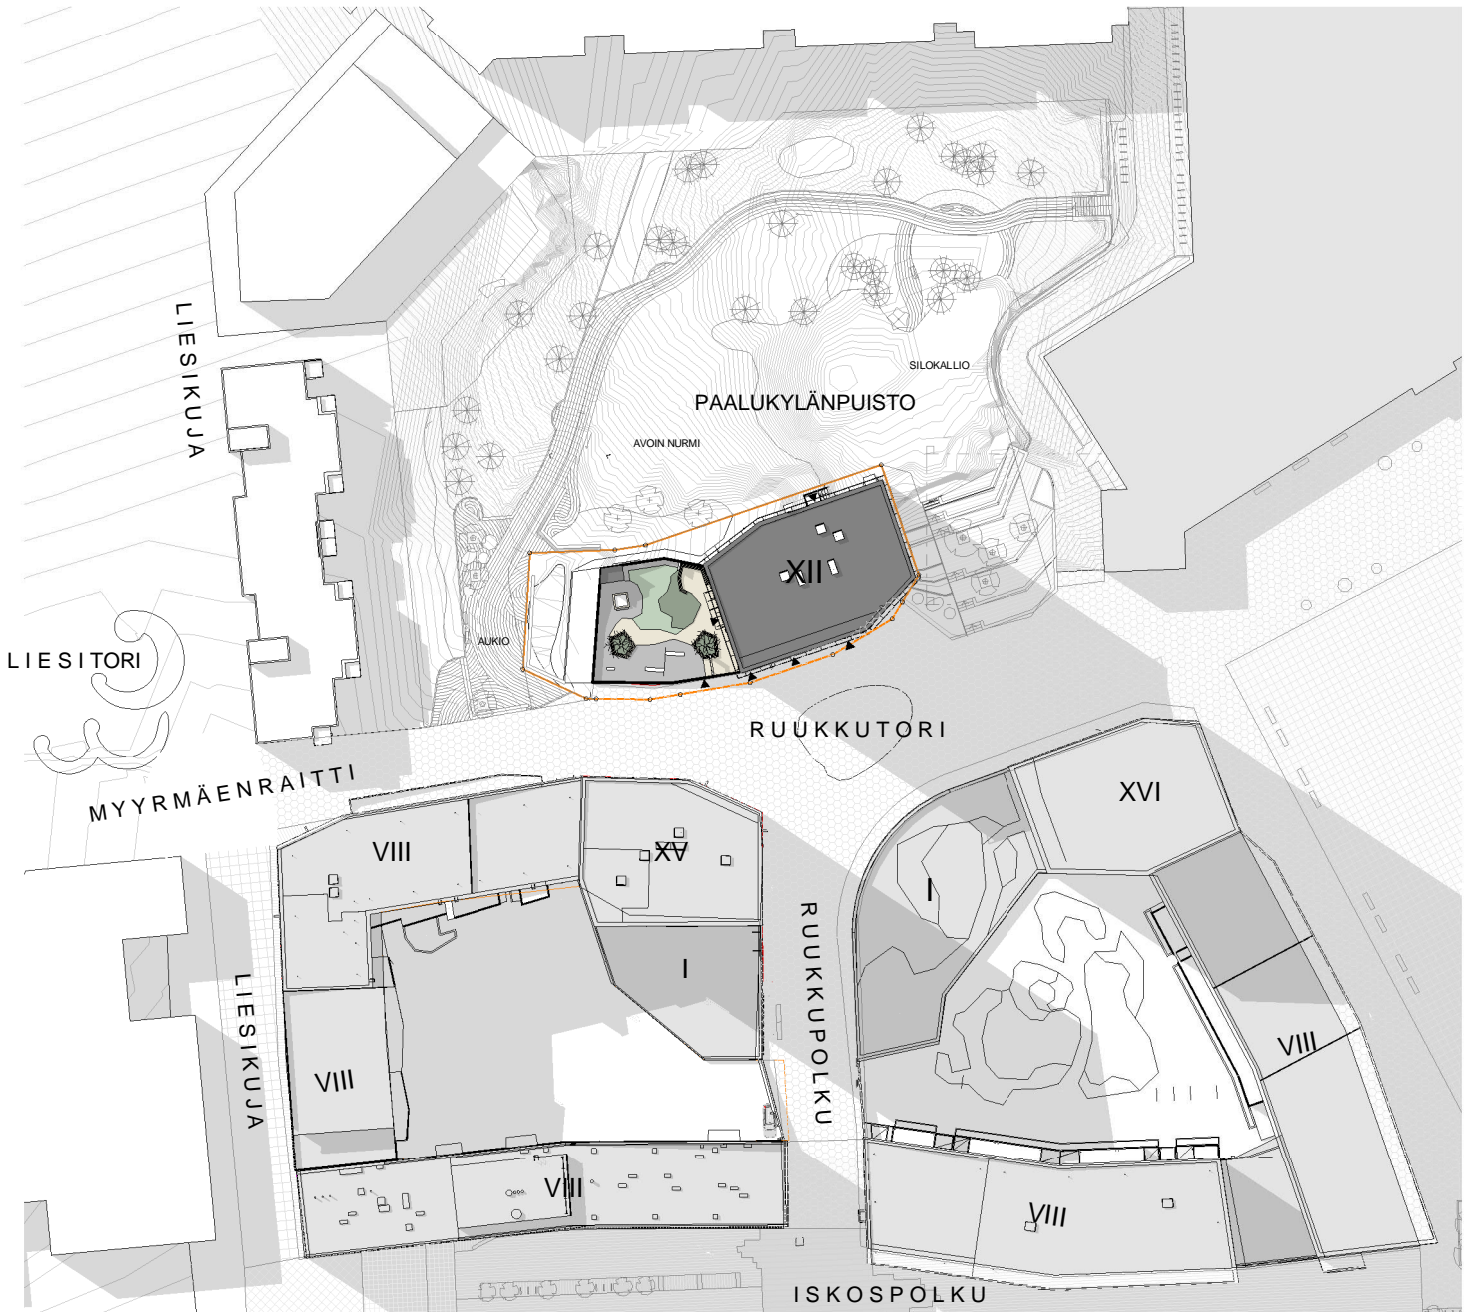 LIESIKUJA
SILOKALLIO
PAALUKYLÄNPUISTO
AVOIN NURMI
XII
AUKIO
LIESITORI
RUUKKUTORI
MYYRMÄENRAITTI
XVI
VIII
XV
I
RUUKKUPOLKU
I
LIESIKUJA
VIII
VIII
VIII
VIII
ISKOSPOLKU